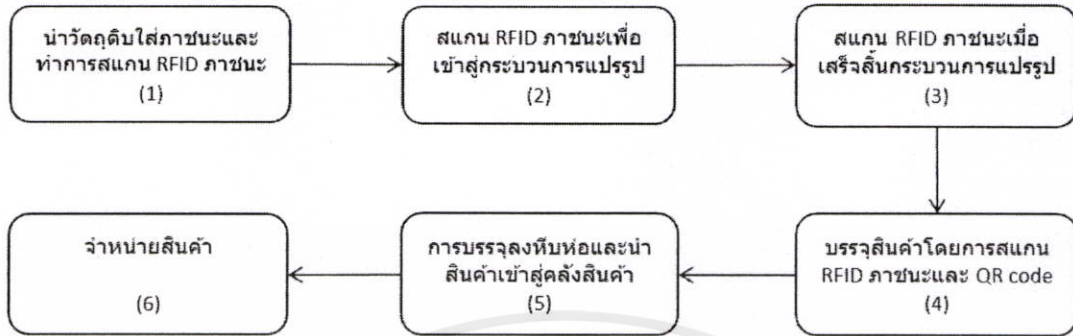 นำวัตถุดิบใส่ภาชนะและ
ทำการสแกน RFID ภาชนะ
(1)
สแกน RFID ภาชนะเพื่อ
เข้าสู่กระบวนการแปรรูป
(2)
สแกน RFID ภาชนะเมื่อ
เสร็จสิ้นกระบวนการแปรรูป
(3)
บรรจุสินค้าโดยการสแกน
RFID ภาชนะและ QR code
(4)
การบรรจุลงหีบห่อและนำ
สินค้าเข้าสู่คลังสินค้า
(5)
จำหน่ายสินค้า
(6)